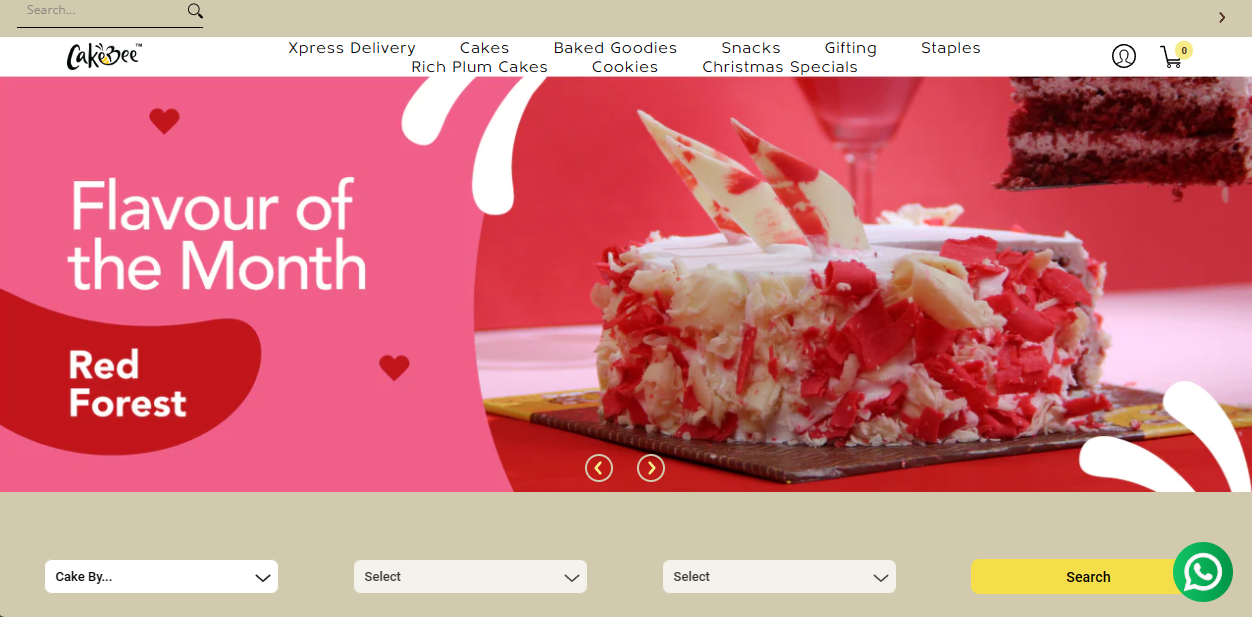 Search...
CakeBee™
0
Xpress Delivery Cakes Baked Goodies Snacks Gifting Staples
Rich Plum Cakes Cookies Christmas Specials
Flavour of
the Month
Red
Forest
Cake By... Select Select Search